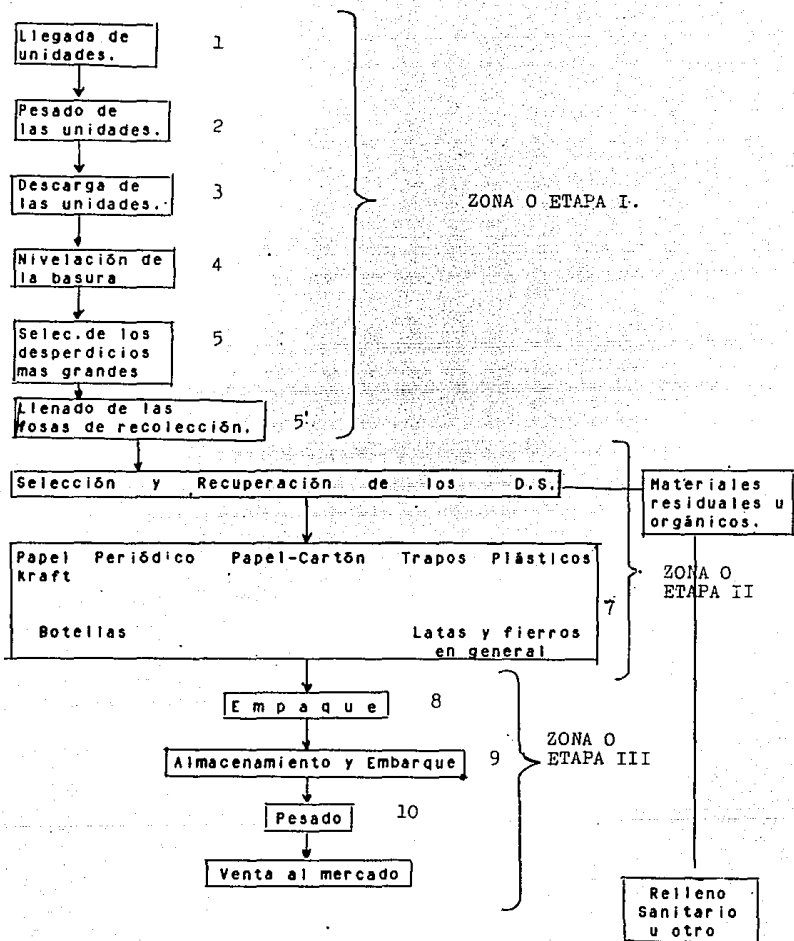 Llegada de
unidades.
1
Pesado de
las unidades.
2
Descarga de
las unidades.
3
ZONA O ETAPA I.
Nivelación de
la basura
4
Selec.de los
desperdicios
mas grandes
5
Llenado de las
fosas de recolección.
5'
Selección y Recuperación de los D.S.
Materiales
residuales u
orgánicos.
Papel Periódico Papel-Cartón Trapos Plásticos
Kraft
Botellas
Latas y fierros
en general
7
ZONA O
ETAPA II
Empaque
8
Almacenamiento y Embarque
9
ZONA O
ETAPA III
Pesado
10
Venta al mercado
Relleno
Sanitario
u otro